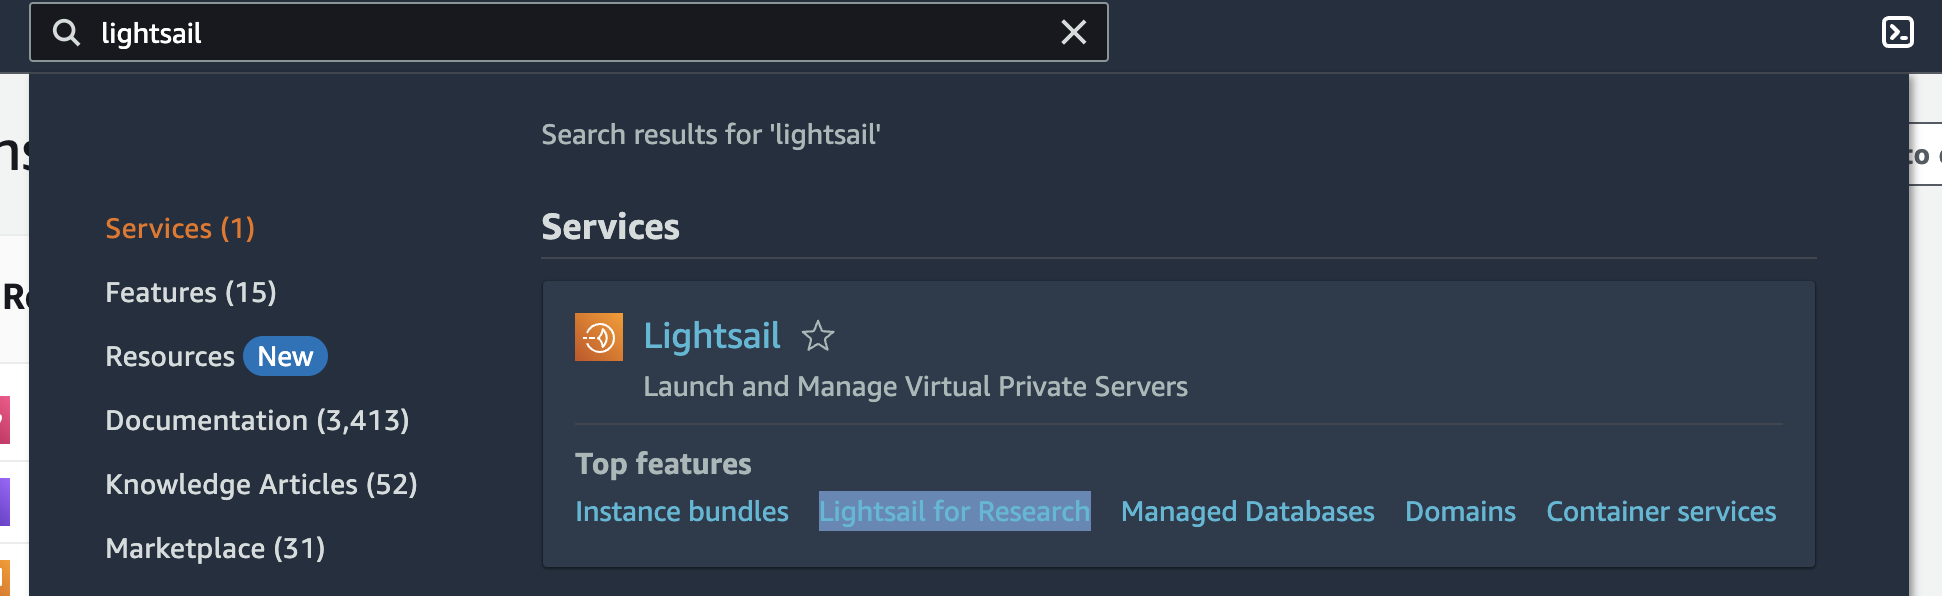 lightsail
Search results for 'lightsail'
Services (1)
Features (15)
Resources New
Documentation (3,413)
Knowledge Articles (52)
Marketplace (31)
Services
Lightsail
Launch and Manage Virtual Private Servers
Top features
Instance bundles Lightsail for Research Managed Databases Domains Container services
to